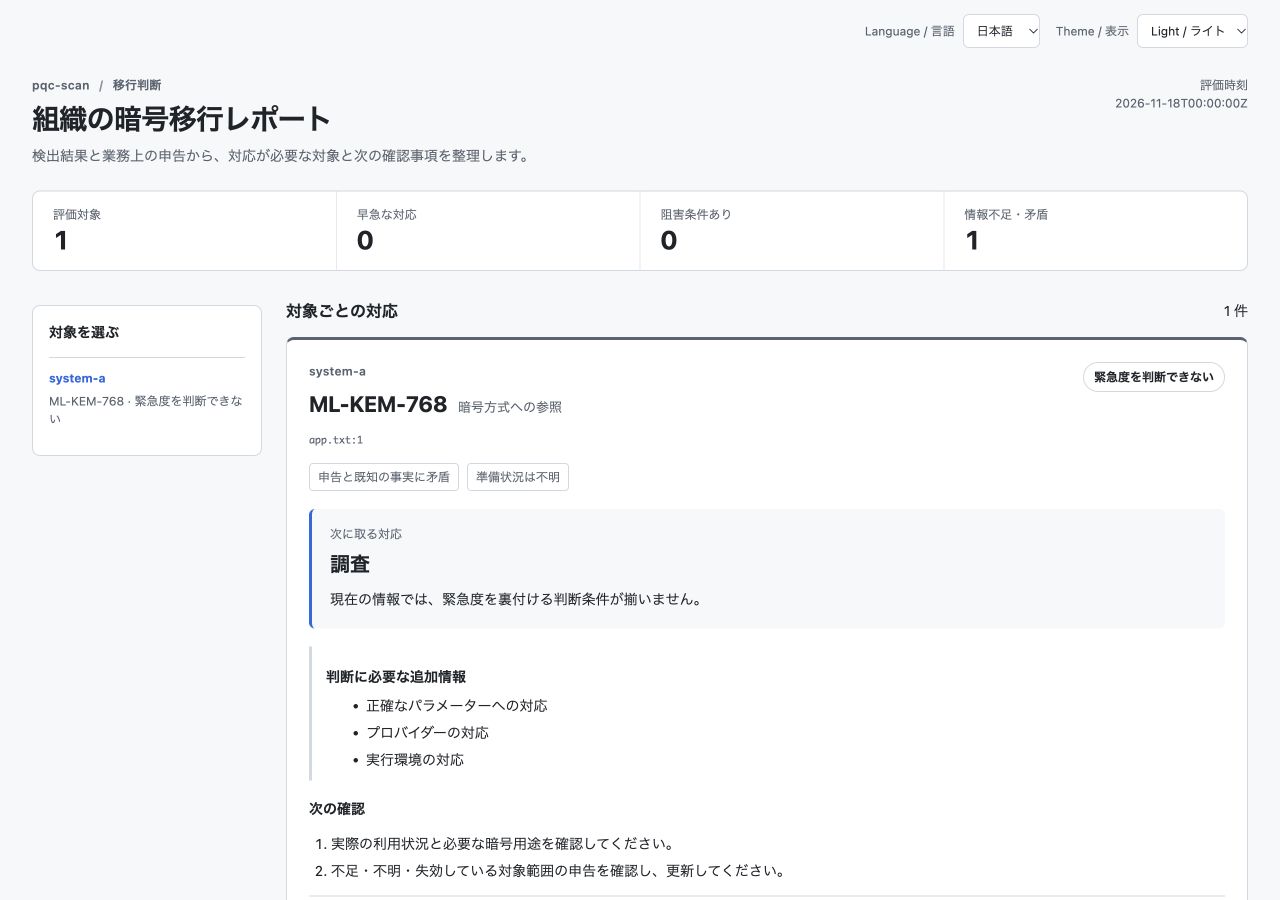 Language / 言語 日本語 Theme / 表示 Light / ライト
pqc-scan / 移行判断
評価時刻
組織の暗号移行レポート
2026-11-18T00:00:00Z
検出結果と業務上の申告から、対応が必要な対象と次の確認事項を整理します。
評価対象
1
早急な対応
0
阻害条件あり
0
情報不足・矛盾
1
対象を選ぶ
system-a
ML-KEM-768 · 緊急度を判断できな
い
対象ごとの対応
1 件
system-a
緊急度を判断できない
ML-KEM-768 暗号方式への参照
app.txt:1
申告と既知の事実に矛盾 準備状況は不明
次に取る対応
調査
現在の情報では、緊急度を裏付ける判断条件が揃いません。
判断に必要な追加情報
• 正確なパラメーターへの対応
• プロバイダーの対応
• 実行環境の対応
次の確認
1. 実際の利用状況と必要な暗号用途を確認してください。
2. 不足・不明・失効している対象範囲の申告を確認し、更新してください。